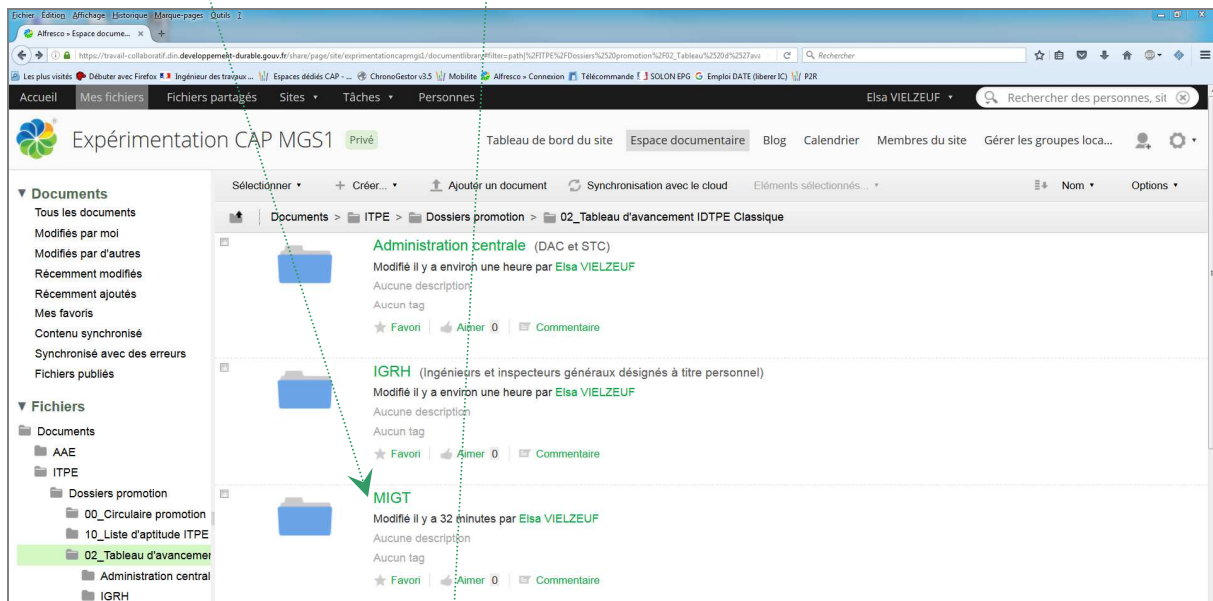 Fichier Edition Affichage Historique Marque-pages Outils ?
Alfresco » Espace docume... × +
https://travail-collaboratif.din.developpement-durable.gouv.fr/share/page/site/exprimentationcapmgs1/documentlibrary#filter=path|%2FITPE%2FDossiers%2520promotion%2F02_Tableau%2520d%2527ava Rechercher
Les plus visités Débuter avec Firefox Ingénieur des travaux ... Espaces dédiés CAP - ... ChronoGestor v3.5 Mobilite Alfresco » Connexion Télécommande SOLON EPG Emploi DATE (liberer IC) P2R
Accueil Mes fichiers Fichiers partagés Sites Tâches Personnes Elsa VIELZEUF Rechercher des personnes, sit
Expérimentation CAP MGS1 Privé Tableau de bord du site Espace documentaire Blog Calendrier Membres du site Gérer les groupes loca...
Sélectionner + Créer... Ajouter un document Synchronisation avec le cloud Eléments sélectionnés... Nom Options
Documents > ITPE > Dossiers promotion > 02_Tableau d'avancement IDTPE Classique
Documents
Tous les documents
Modifiés par moi
Modifiés par d'autres
Récemment modifiés
Récemment ajoutés
Mes favoris
Contenu synchronisé
Synchronisé avec des erreurs
Fichiers publiés
Fichiers
Documents
AAE
ITPE
Dossiers promotion
00_Circulaire promotion
10_Liste d'aptitude ITPE
02_Tableau d'avancemer
Administration central
IGRH
Administration centrale (DAC et STC)
Modifié il y a environ une heure par Elsa VIELZEUF
Aucune description
Aucun tag
Favori Aimer 0 Commentaire
IGRH (Ingénieurs et inspecteurs généraux désignés à titre personnel)
Modifié il y a environ une heure par Elsa VIELZEUF
Aucune description
Aucun tag
Favori Aimer 0 Commentaire
MIGT
Modifié il y a 32 minutes par Elsa VIELZEUF
Aucune description
Aucun tag
Favori Aimer 0 Commentaire